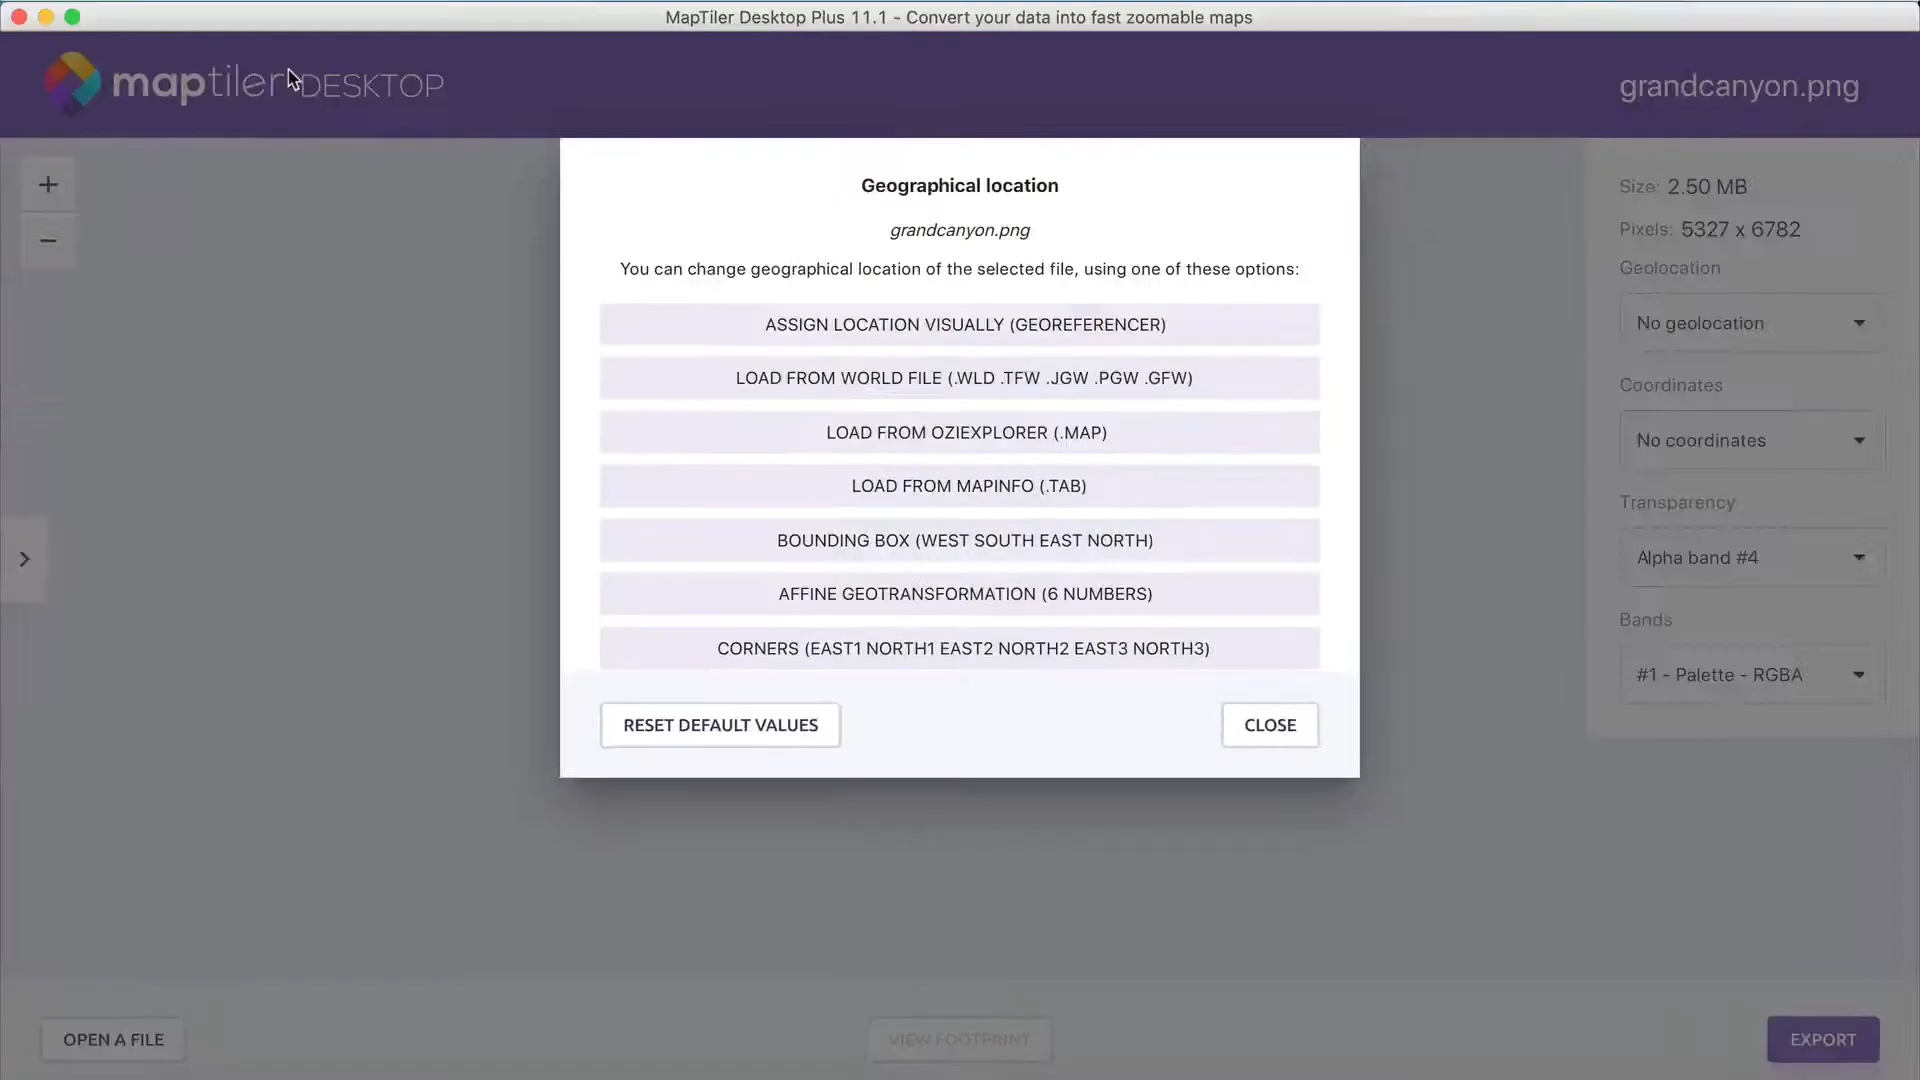 MapTiler Desktop Plus 11.1 - Convert your data into fast zoomable maps
maptiler DESKTOP
grandcanyon.png
Geographical location
grandcanyon.png
You can change geographical location of the selected file, using one of these options:
ASSIGN LOCATION VISUALLY (GEOREFERENCER)
LOAD FROM WORLD FILE (.WLD .TFW .JGW .PGW .GFW)
LOAD FROM OZIEXPLORER (.MAP)
LOAD FROM MAPINFO (.TAB)
BOUNDING BOX (WEST SOUTH EAST NORTH)
AFFINE GEOTRANSFORMATION (6 NUMBERS)
CORNERS (EAST1 NORTH1 EAST2 NORTH2 EAST3 NORTH3)
RESET DEFAULT VALUES
CLOSE
Size: 2.50 MB
Pixels: 5327 x 6782
Geolocation
No geolocation
Coordinates
No coordinates
Transparency
Alpha band #4
Bands
#1 - Palette - RGBA
OPEN A FILE
VIEW FOOTPRINT
EXPORT